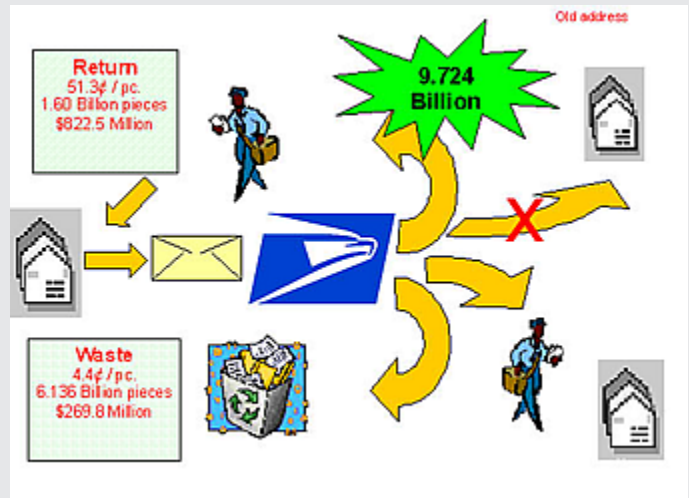 Old address
Return
51.3¢ / pc.
1.60 Billion pieces
$822.5 Million
9.724
Billion
Waste
4.4¢ / pc.
6.136 Billion pieces
$269.8 Million